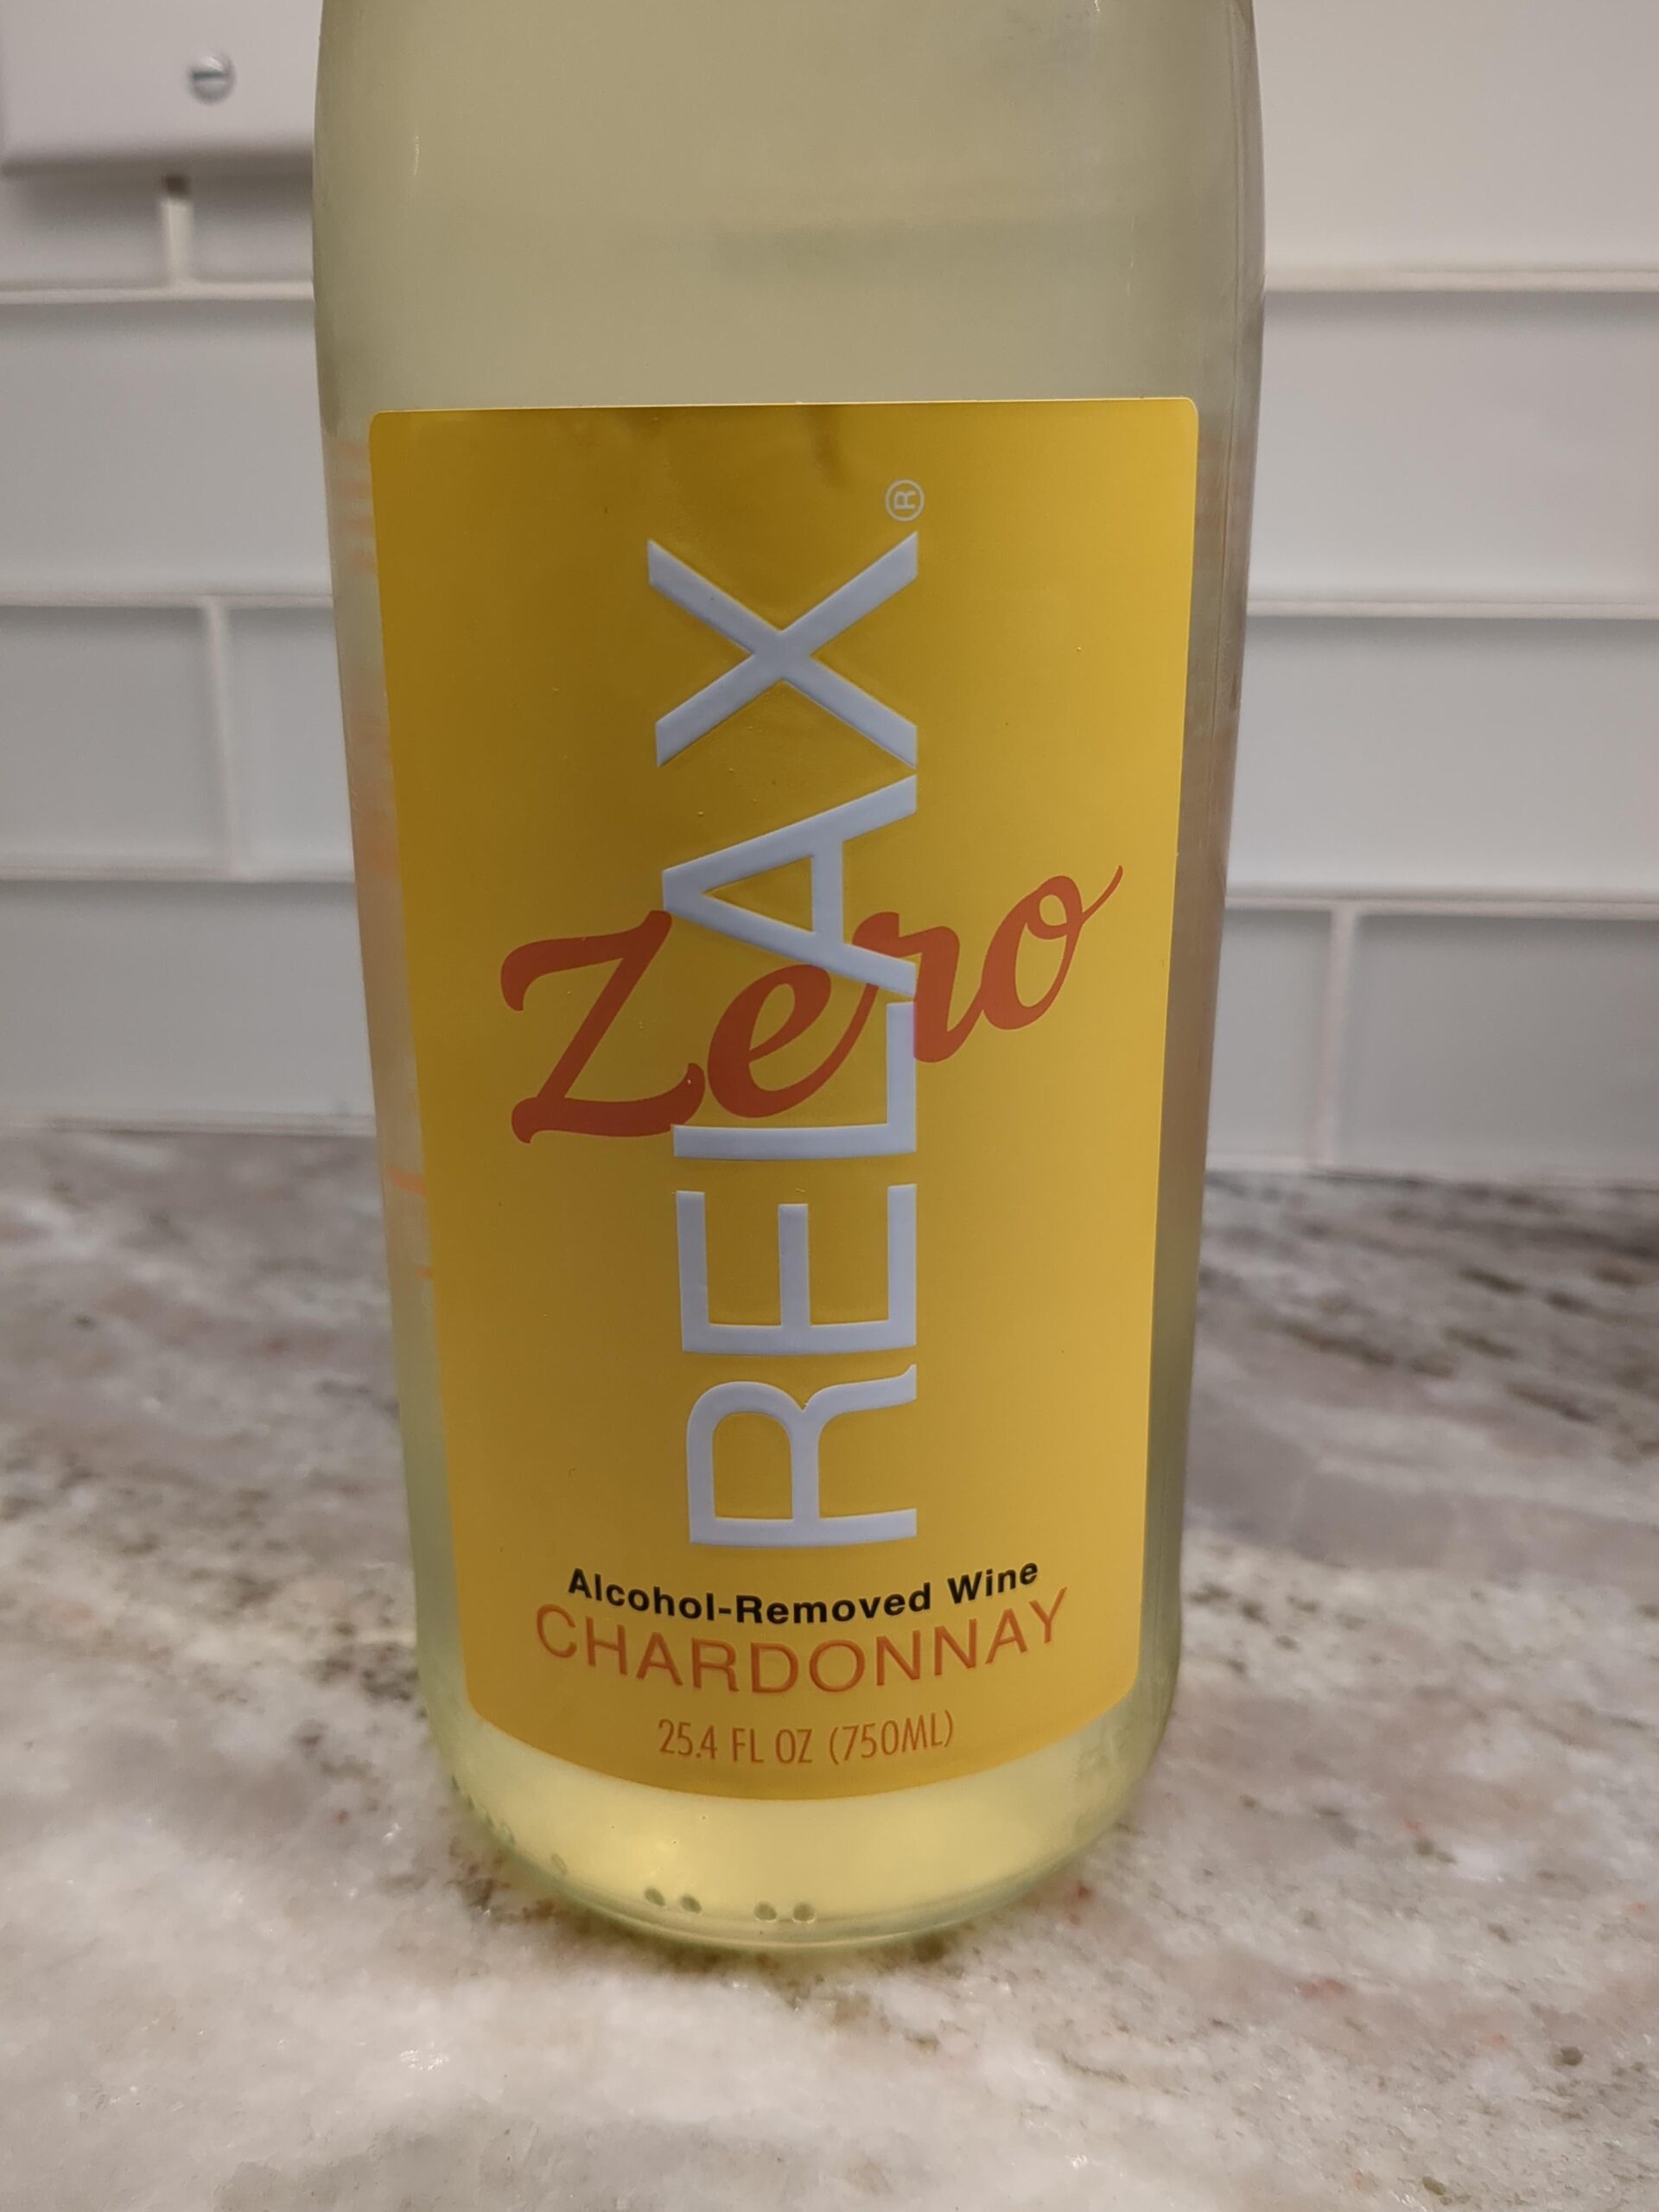 RELAX®
Zero
Alcohol-Removed Wine
CHARDONNAY
25.4 FL OZ (750ML)